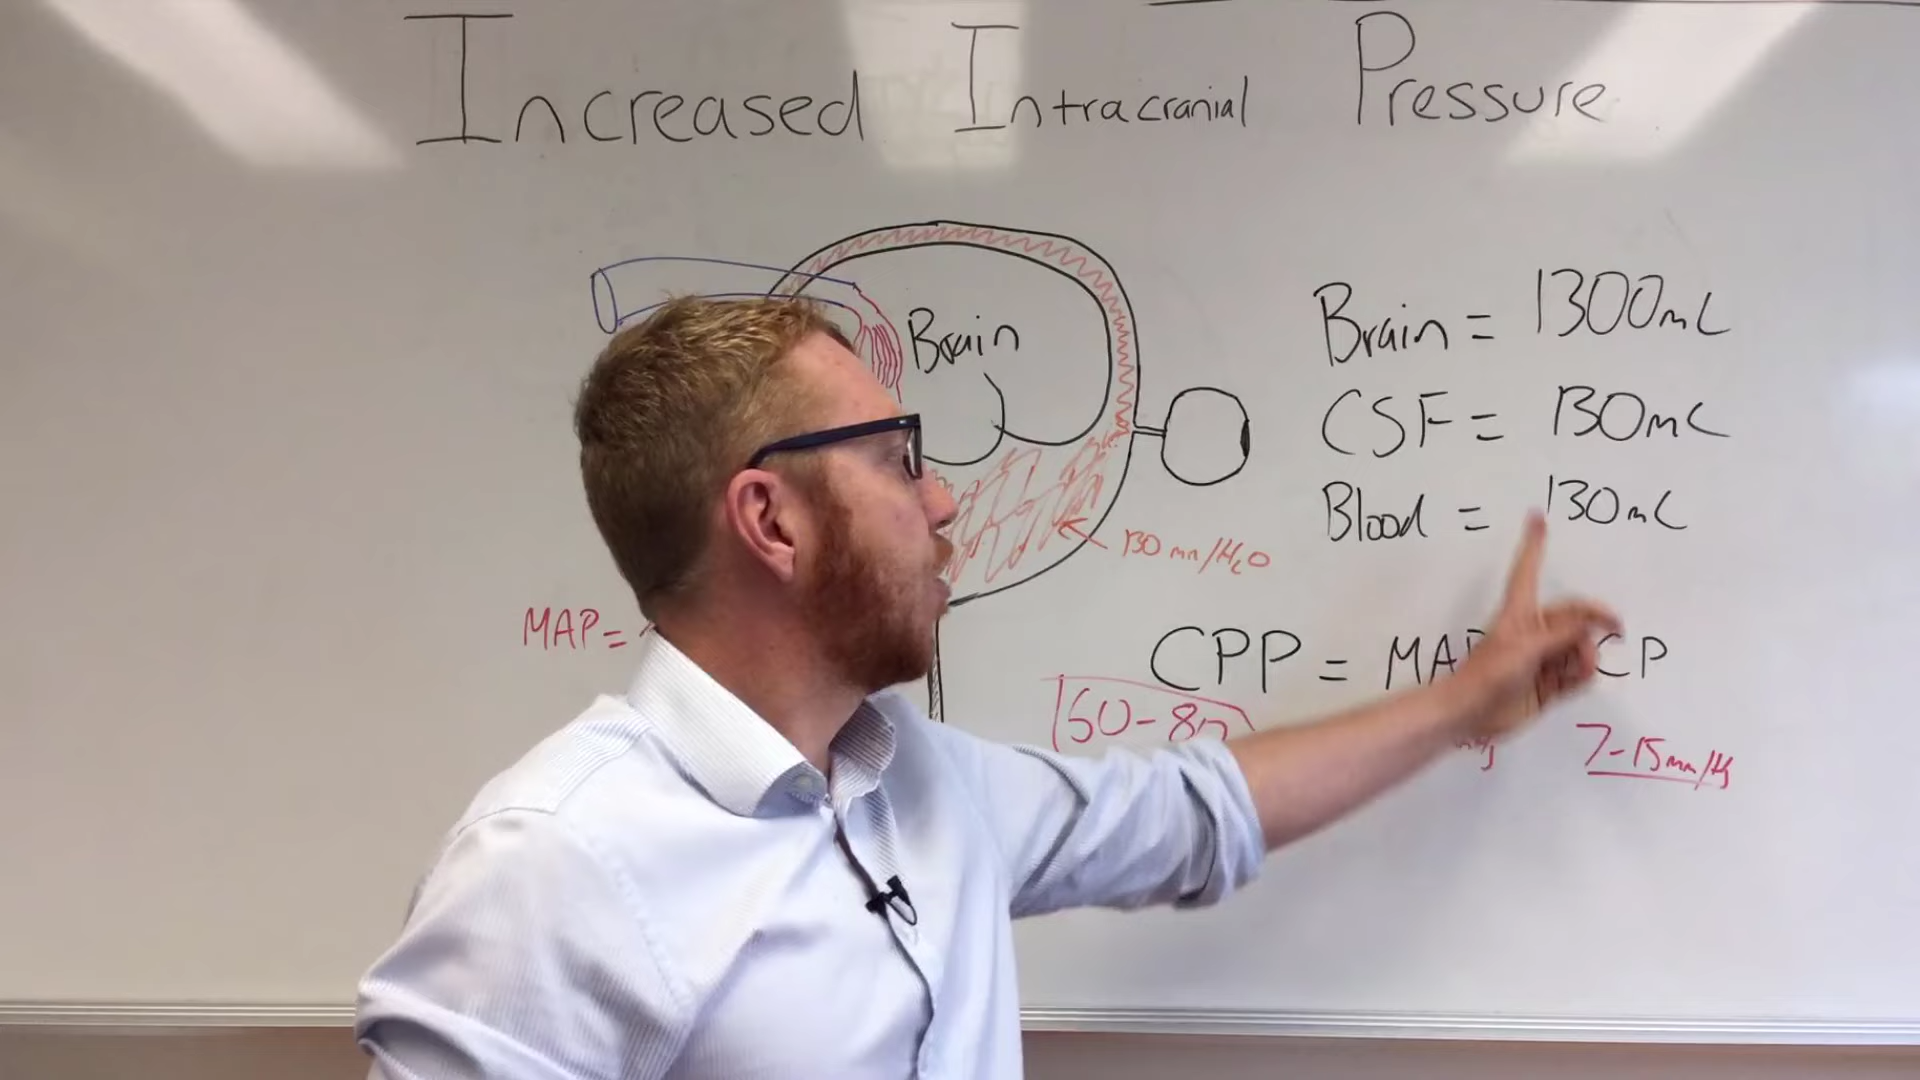 Increased Intracranial Pressure
Brain
Brain = 1300mL
CSF = 130mL
Blood = 130mL
130 mm/H2O
MAP=
CPP = MAP CP
60-80
7-15mm/Hg